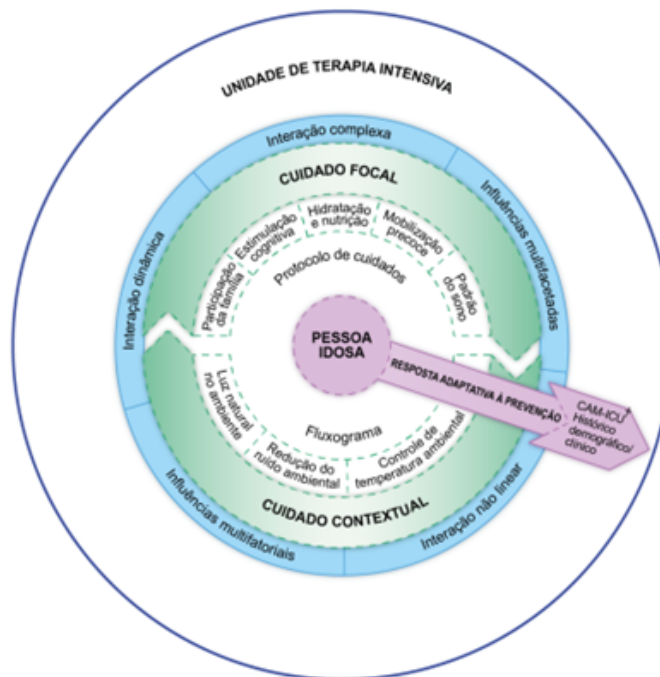 UNIDADE DE TERAPIA INTENSIVA
Interação complexa
Influências multifacetadas
Interação dinâmica
CUIDADO FOCAL
Participação
da família
Estimulação
cognitiva
Hidratação
e nutrição
Mobilização
precoce
Padrão
do sono
Protocolo de cuidados
PESSOA
IDOSA
RESPOSTA ADAPTATIVA À PREVENÇÃO
CAM-ICU
Histórico
demográfico/
clínico
Fluxograma
Luz natural
no ambiente
Redução do
ruído ambiental
Controle de
temperatura ambiental
CUIDADO CONTEXTUAL
Influências multifatoriais
Interação não linear